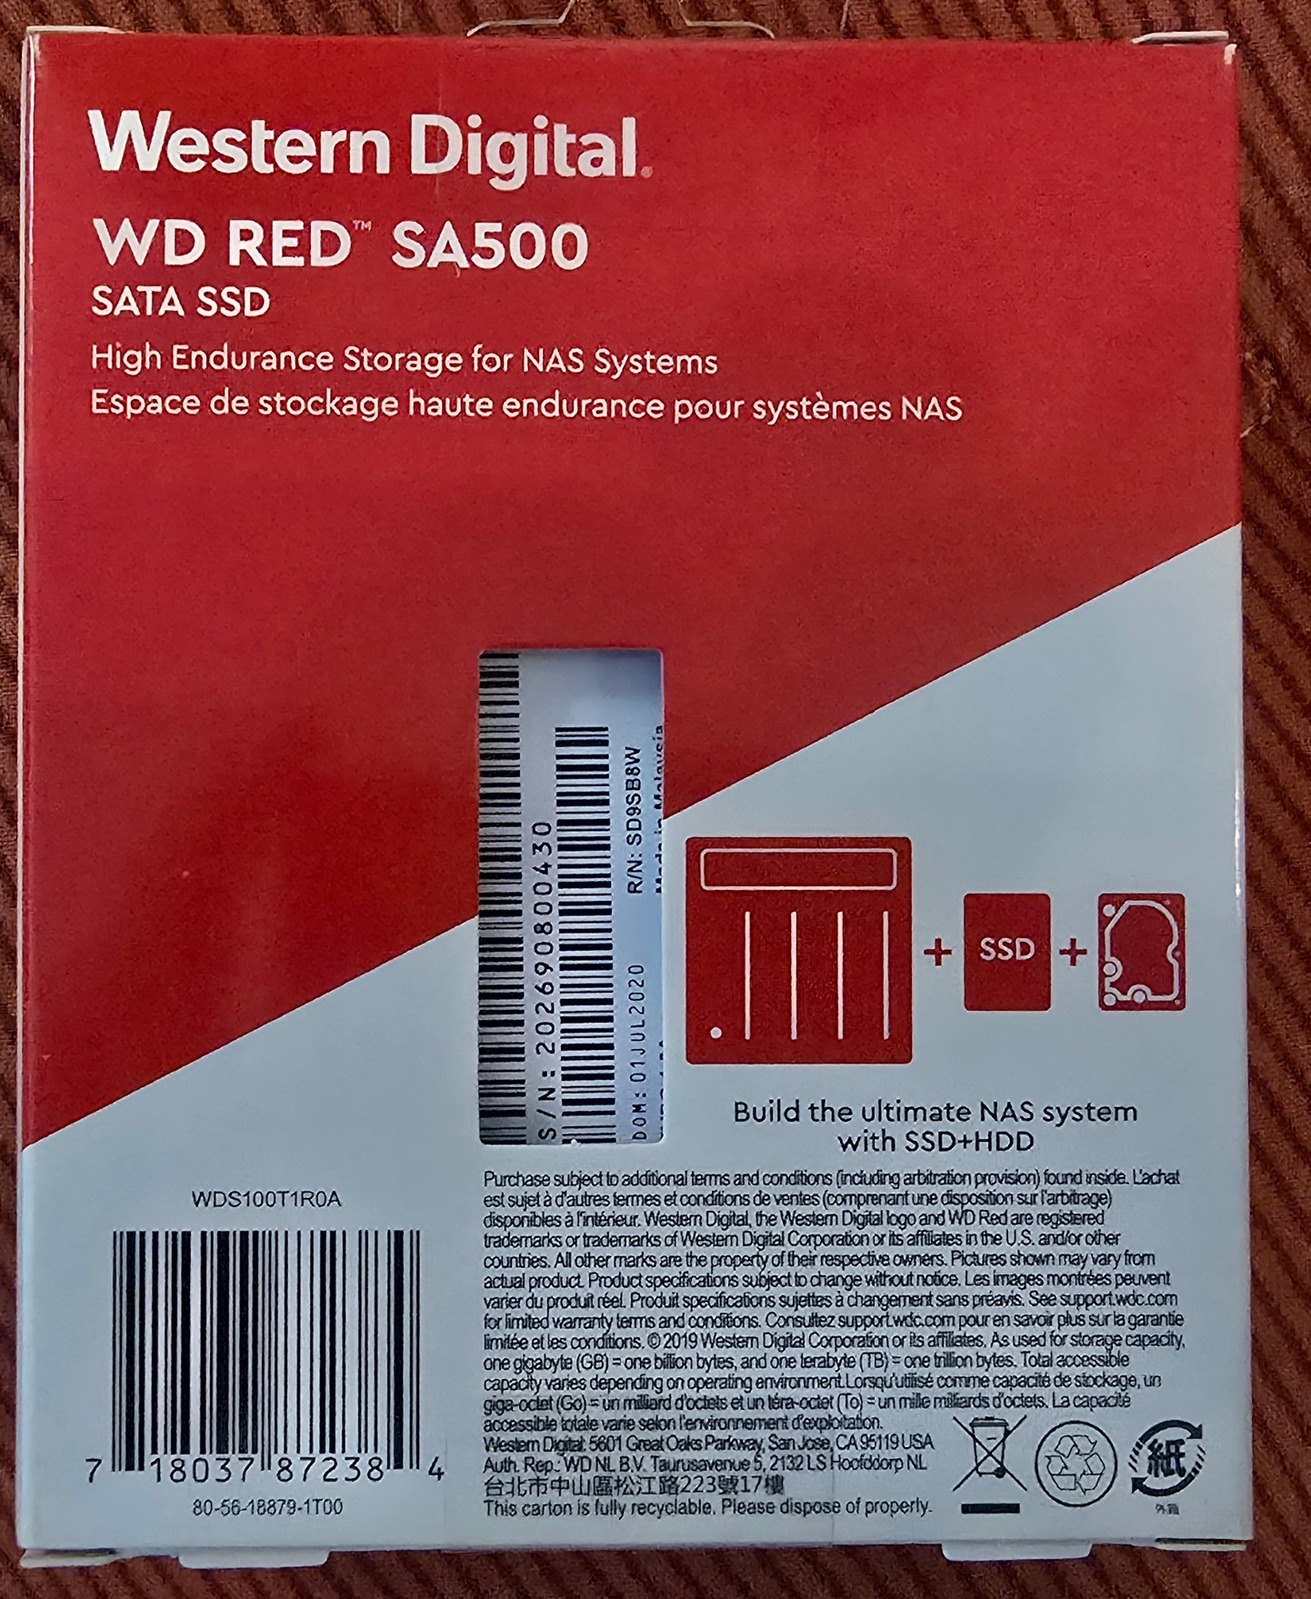 Western Digital.
WD RED™ SA500
SATA SSD
High Endurance Storage for NAS Systems
Espace de stockage haute endurance pour systèmes NAS
S/N: 202690800430
DOM: 01JUL2020 R/N: SD9SB8W
Made in Malaysia
SSD
Build the ultimate NAS system
with SSD+HDD
WDS100T1R0A
7 18037 87238 4
80-56-18879-1T00
Purchase subject to additional terms and conditions (including arbitration provision) found inside. L'achat
est sujet à d'autres termes et conditions de ventes (comprenant une disposition sur l'arbitrage)
disponibles à l'intérieur. Western Digital, the Western Digital logo and WD Red are registered
trademarks or trademarks of Western Digital Corporation or its affiliates in the U.S. and/or other
countries. All other marks are the property of their respective owners. Pictures shown may vary from
actual product. Product specifications subject to change without notice. Les images montrées peuvent
varier du produit réel. Produit specifications sujettes à changement sans préavis. See support.wdc.com
for limited warranty terms and conditions. Consultez support.wdc.com pour en savoir plus sur la garantie
limitée et les conditions. © 2019 Western Digital Corporation or its affiliates. As used for storage capacity,
one gigabyte (GB) = one billion bytes, and one terabyte (TB) = one trillion bytes. Total accessible
capacity varies depending on operating environment.Lorsqu'utilisé comme capacité de stockage, un
giga-octet (Go) = un milliard d'octets et un téra-octet (To) = un mille milliards d'octets. La capacité
accessible totale varie selon l'environnement d'exploitation.
Western Digital: 5601 Great Oaks Parkway, San Jose, CA 95119 USA
Auth. Rep.: WD NL B.V. Taurusavenue 5, 2132 LS Hoofddorp NL
台北市中山區松江路223號17樓
This carton is fully recyclable. Please dispose of properly.
紙
外箱